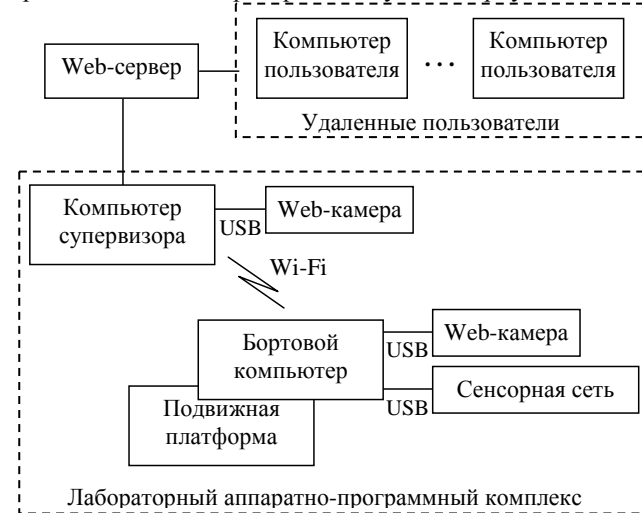 Web-сервер
Компьютер
пользователя
...
Компьютер
пользователя
Удаленные пользователи
Компьютер
супервизора
USB
Web-камера
Wi-Fi
Бортовой
компьютер
USB
Web-камера
USB
Сенсорная сеть
Подвижная
платформа
Лабораторный аппаратно-программный комплекс